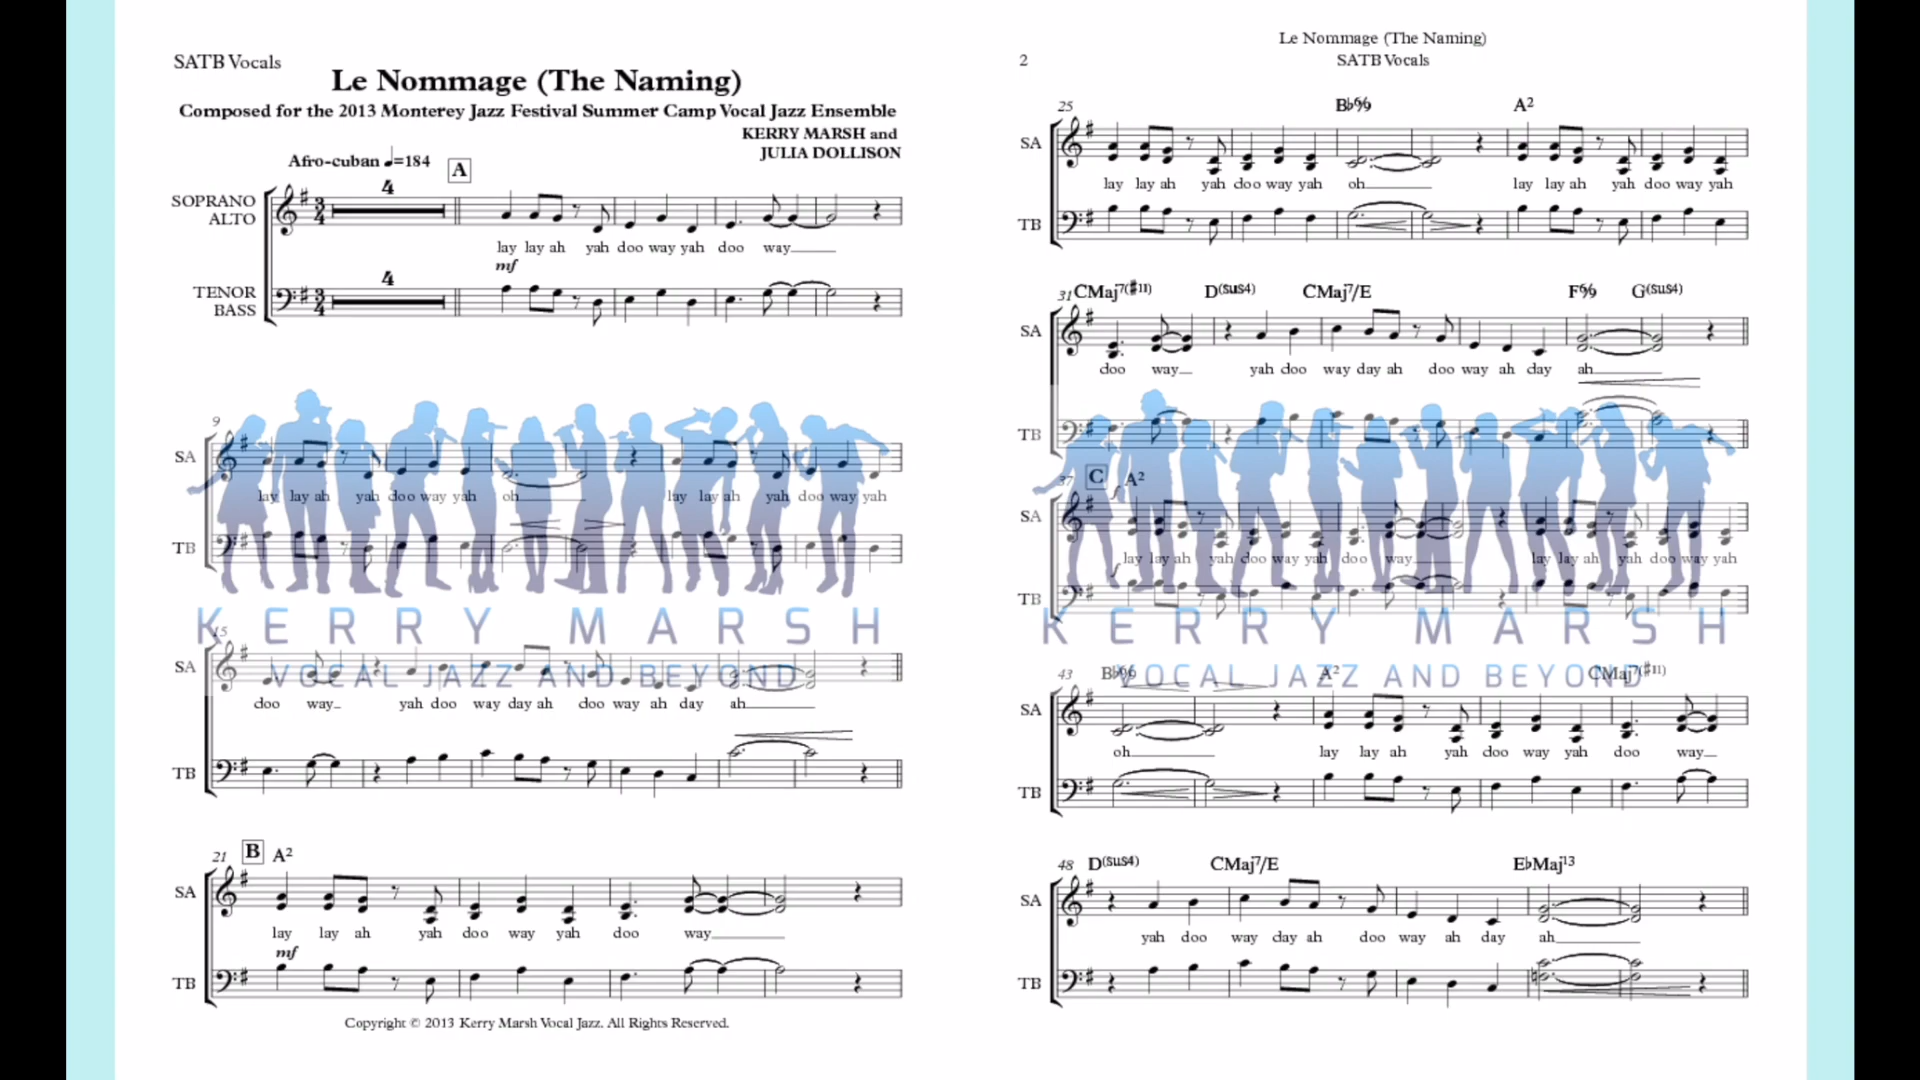 SATB Vocals
Le Nommage (The Naming)
Composed for the 2013 Monterey Jazz Festival Summer Camp Vocal Jazz Ensemble
KERRY MARSH and
JULIA DOLLISON
Afro-cuban ♩=184
A
4
SOPRANO
ALTO
3/4
lay lay ah yah doo way yah doo way
mf
4
TENOR
BASS
3/4
9
SA
lay lay ah yah doo way yah oh lay lay ah yah doo way yah
TB
KERRY MARSH
15
SA
VOCAL JAZZ AND BEYOND
doo way yah doo way day ah doo way ah day ah
TB
21 B A2
SA
lay lay ah yah doo way yah doo way
mf
TB
Copyright © 2013 Kerry Marsh Vocal Jazz. All Rights Reserved.
Le Nommage (The Naming)
2 SATB Vocals
25 B♭6/9 A2
SA
lay lay ah yah doo way yah oh lay lay ah yah doo way yah
TB
31 CMaj7(♯11) D(sus4) CMaj7/E F6/9 G(sus4)
SA
doo way yah doo way day ah doo way ah day ah
TB
37 C f A2
SA
lay lay ah yah doo way yah doo way lay lay ah yah doo way yah
f
TB
KERRY MARSH
VOCAL JAZZ AND BEYOND
43 B♭6/9 A2 CMaj7(♯11)
SA
oh lay lay ah yah doo way yah doo way
TB
48 D(sus4) CMaj7/E E♭Maj13
SA
yah doo way day ah doo way ah day ah
TB